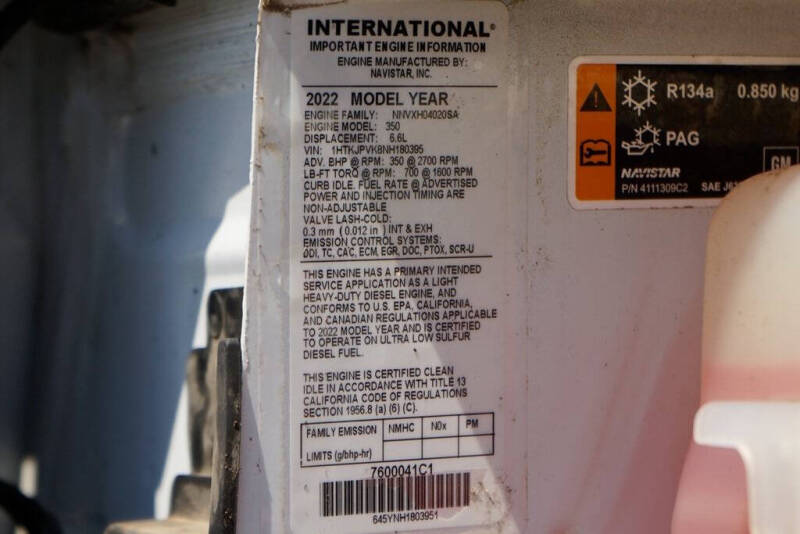 INTERNATIONAL®
IMPORTANT ENGINE INFORMATION
ENGINE MANUFACTURED BY:
NAVISTAR, INC.
2022 MODEL YEAR
ENGINE FAMILY: NNVXH04020SA
ENGINE MODEL: 350
DISPLACEMENT: 6.6L
VIN: 1HTKJPVK8NH180395
ADV. BHP @ RPM: 350 @ 2700 RPM
LB-FT TORQ @ RPM: 700 @ 1600 RPM
CURB IDLE. FUEL RATE @ ADVERTISED
POWER AND INJECTION TIMING ARE
NON-ADJUSTABLE
VALVE LASH-COLD:
0.3 mm (0.012 in) INT & EXH
EMISSION CONTROL SYSTEMS:
DDI, TC, CAC, ECM, EGR, DOC, PTOX, SCR-U
THIS ENGINE HAS A PRIMARY INTENDED
SERVICE APPLICATION AS A LIGHT
HEAVY-DUTY DIESEL ENGINE, AND
CONFORMS TO U.S. EPA, CALIFORNIA,
AND CANADIAN REGULATIONS APPLICABLE
TO 2022 MODEL YEAR AND IS CERTIFIED
TO OPERATE ON ULTRA LOW SULFUR
DIESEL FUEL.
THIS ENGINE IS CERTIFIED CLEAN
IDLE IN ACCORDANCE WITH TITLE 13
CALIFORNIA CODE OF REGULATIONS
SECTION 1956.8 (a) (6) (C).
FAMILY EMISSION NMHC N0x PM
LIMITS (g/bhp-hr)
7600041C1
645YNH1803951
R134a 0.850 kg
PAG
NAVISTAR GM
P/N 4111309C2 SAE